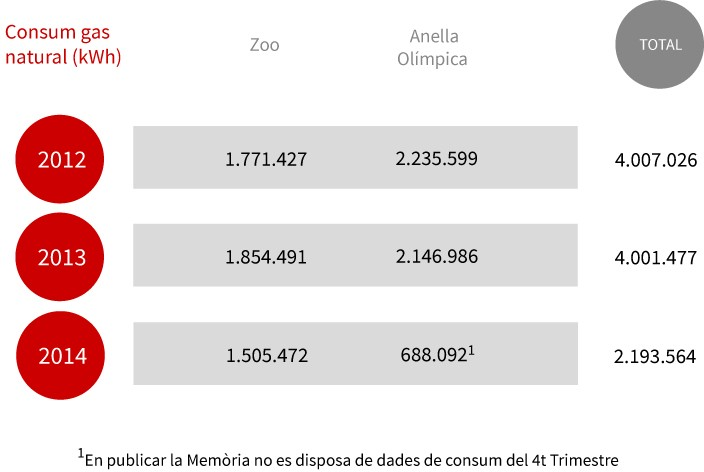 Consum gas
natural (kWh)
Zoo
Anella
Olímpica
TOTAL
2012 1.771.427 2.235.599 4.007.026
2013 1.854.491 2.146.986 4.001.477
2014 1.505.472 688.092¹ 2.193.564
¹En publicar la Memòria no es disposa de dades de consum del 4t Trimestre